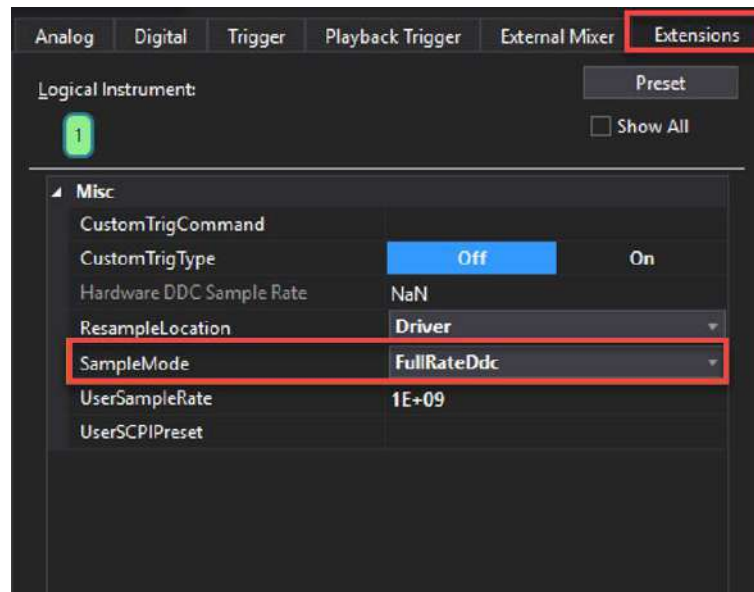 Analog Digital Trigger Playback Trigger External Mixer Extensions
Logical Instrument: Preset
1 Show All
Misc
CustomTrigCommand
CustomTrigType Off On
Hardware DDC Sample Rate NaN
ResampleLocation Driver
SampleMode FullRateDdc
UserSampleRate 1E+09
UserSCPIPreset